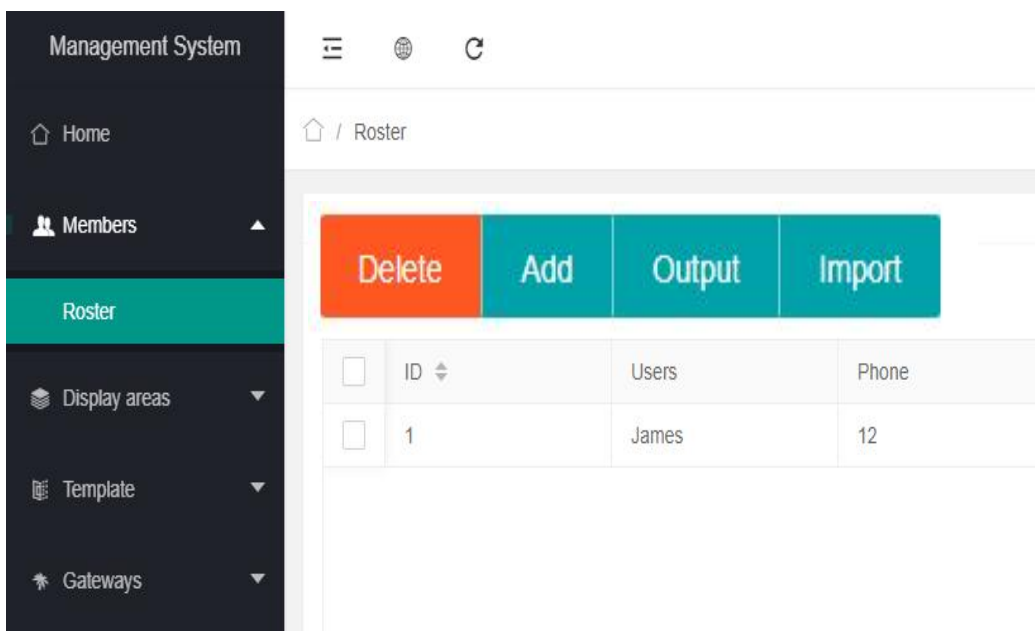 Management System
Home
Members
Roster
Display areas
Template
Gateways
/ Roster
Delete Add Output Import
ID Users Phone
1 James 12